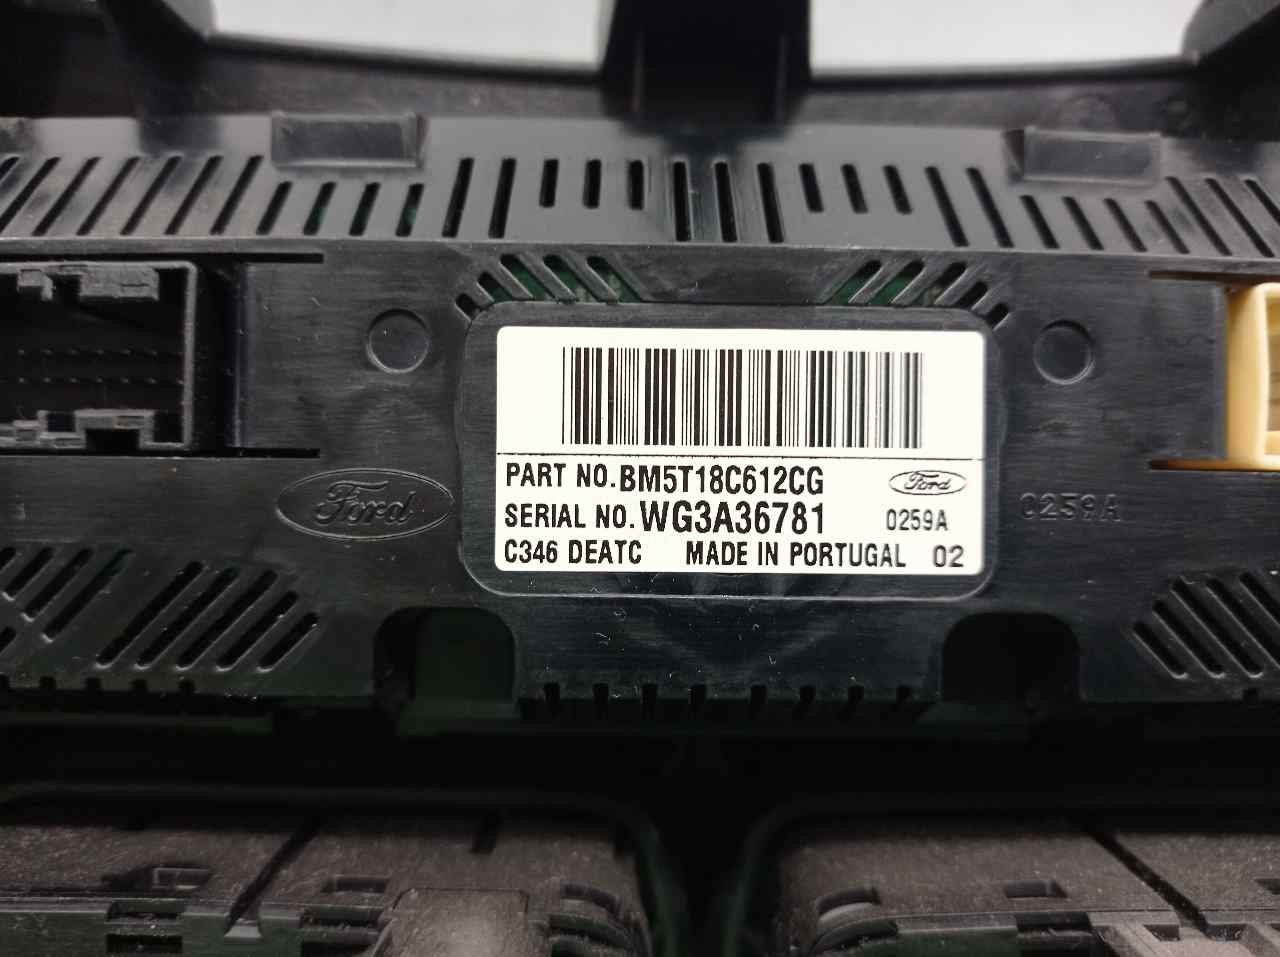 PART NO. BM5T18C612CG Ford
SERIAL NO. WG3A36781 0259A
C346 DEATC MADE IN PORTUGAL 02
Ford
0259A